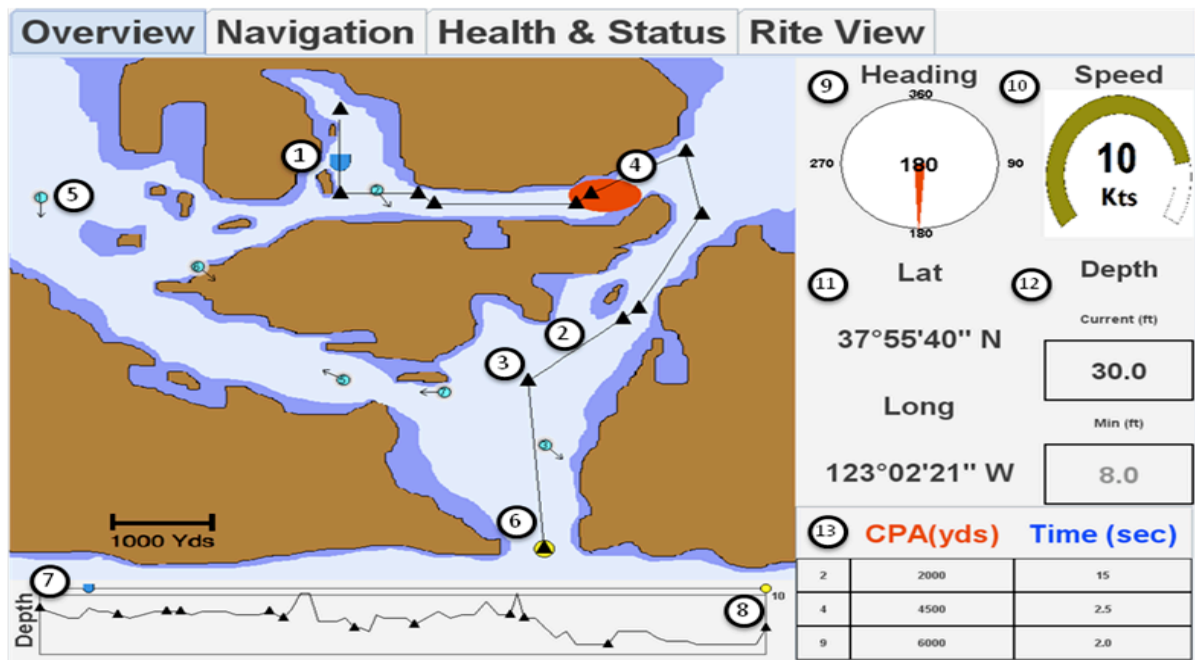 Overview Navigation Health & Status Rite View
1
4
5
2
3
6
1000 Yds
7
8
Depth
10
9 Heading
360
270 180 90
180
10 Speed
10
Kts
11 Lat
37°55'40" N
Long
123°02'21" W
12 Depth
Current (ft)
30.0
Min (ft)
8.0
13 CPA(yds) Time (sec)
2 2000 15
4 4500 2.5
9 6000 2.0